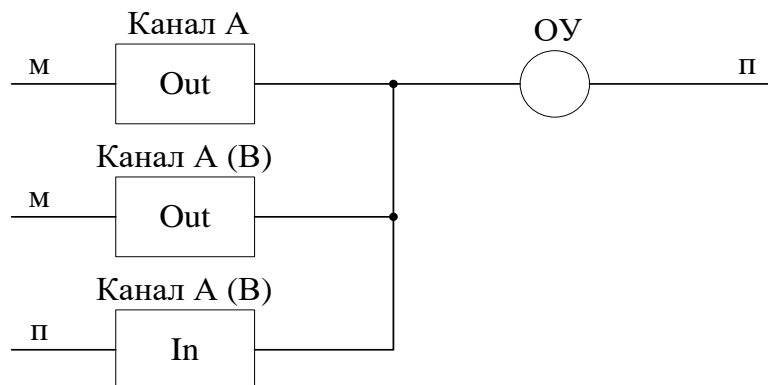 Канал А
ОУ
м
Out
п
Канал А (В)
м
Out
Канал А (В)
п
In